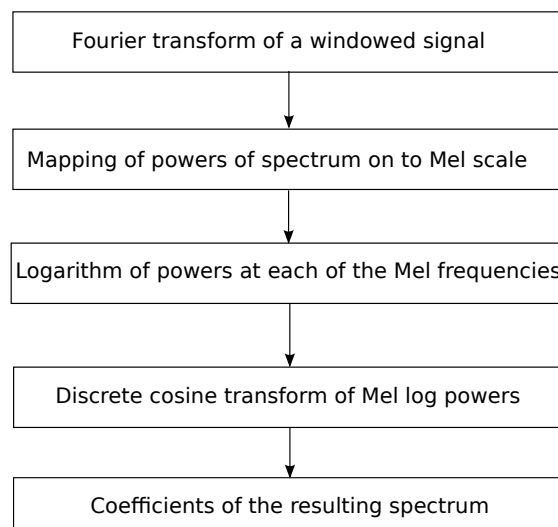 Fourier transform of a windowed signal
Mapping of powers of spectrum on to Mel scale
Logarithm of powers at each of the Mel frequencies
Discrete cosine transform of Mel log powers
Coefficients of the resulting spectrum